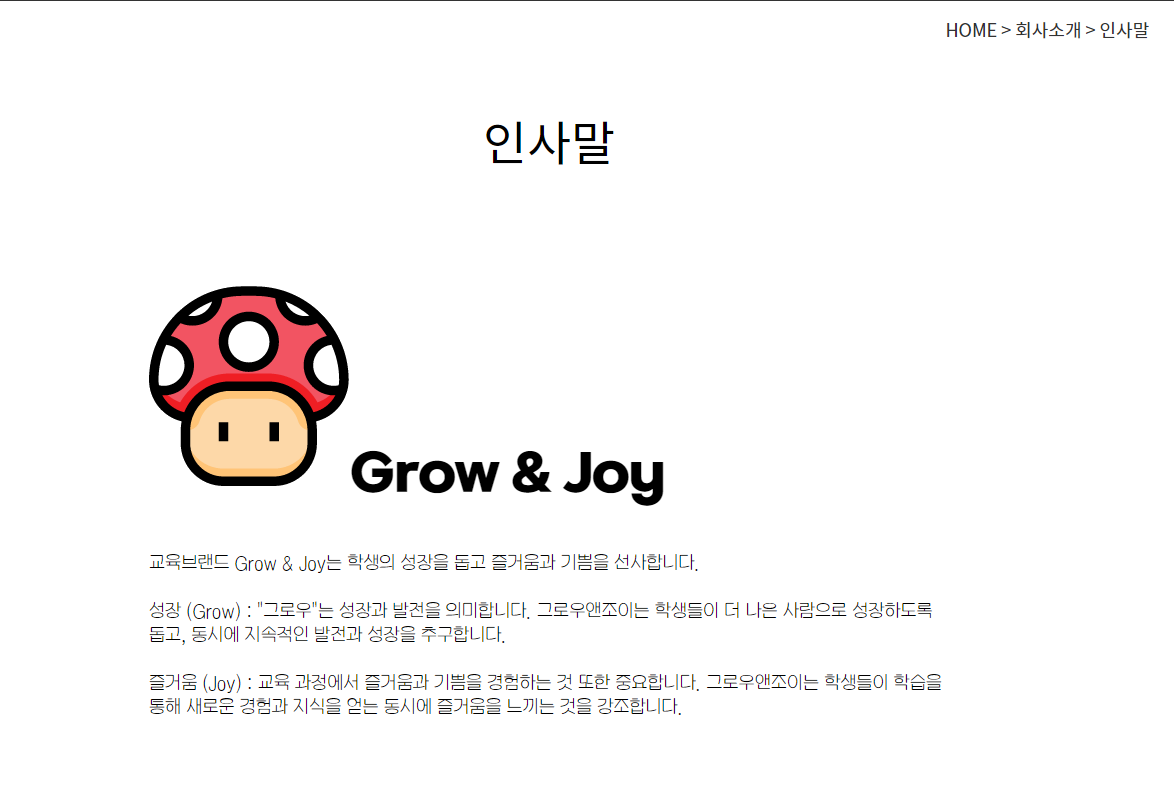 HOME > 회사소개 > 인사말
인사말
Grow & Joy
교육브랜드 Grow & Joy는 학생의 성장을 돕고 즐거움과 기쁨을 선사합니다.
성장 (Grow) : "그로우"는 성장과 발전을 의미합니다. 그로우앤조이는 학생들이 더 나은 사람으로 성장하도록
돕고, 동시에 지속적인 발전과 성장을 추구합니다.
즐거움 (Joy) : 교육 과정에서 즐거움과 기쁨을 경험하는 것 또한 중요합니다. 그로우앤조이는 학생들이 학습을
통해 새로운 경험과 지식을 얻는 동시에 즐거움을 느끼는 것을 강조합니다.